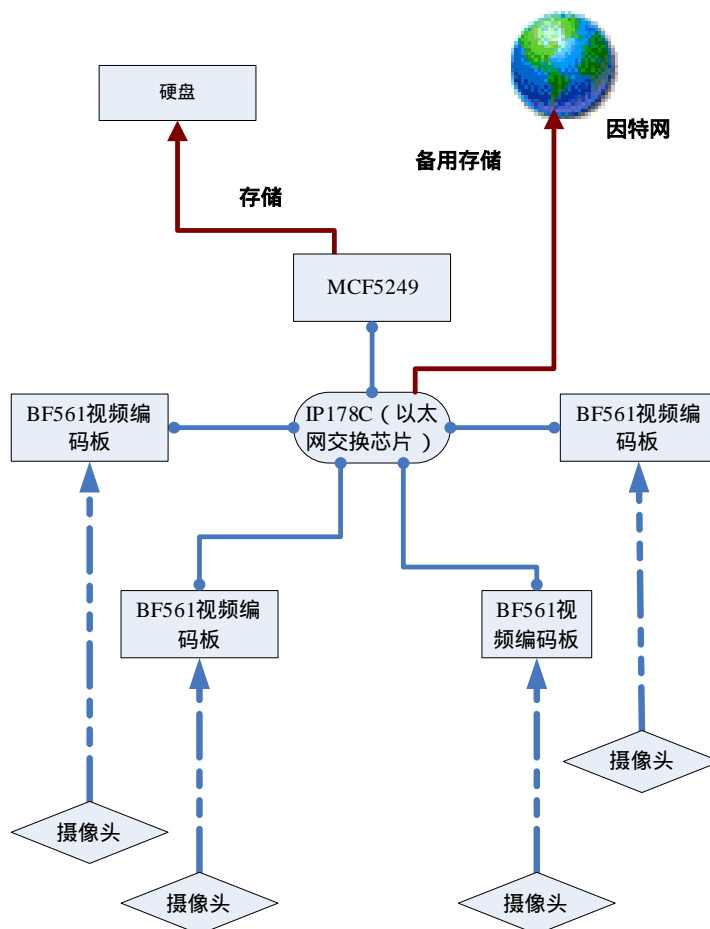 硬盘
因特网
备用存储
存储
MCF5249
IP178C（以太
网交换芯片）
BF561视频编
码板
BF561视频编
码板
BF561视频编
码板
BF561视
频编码板
摄像头
摄像头
摄像头
摄像头